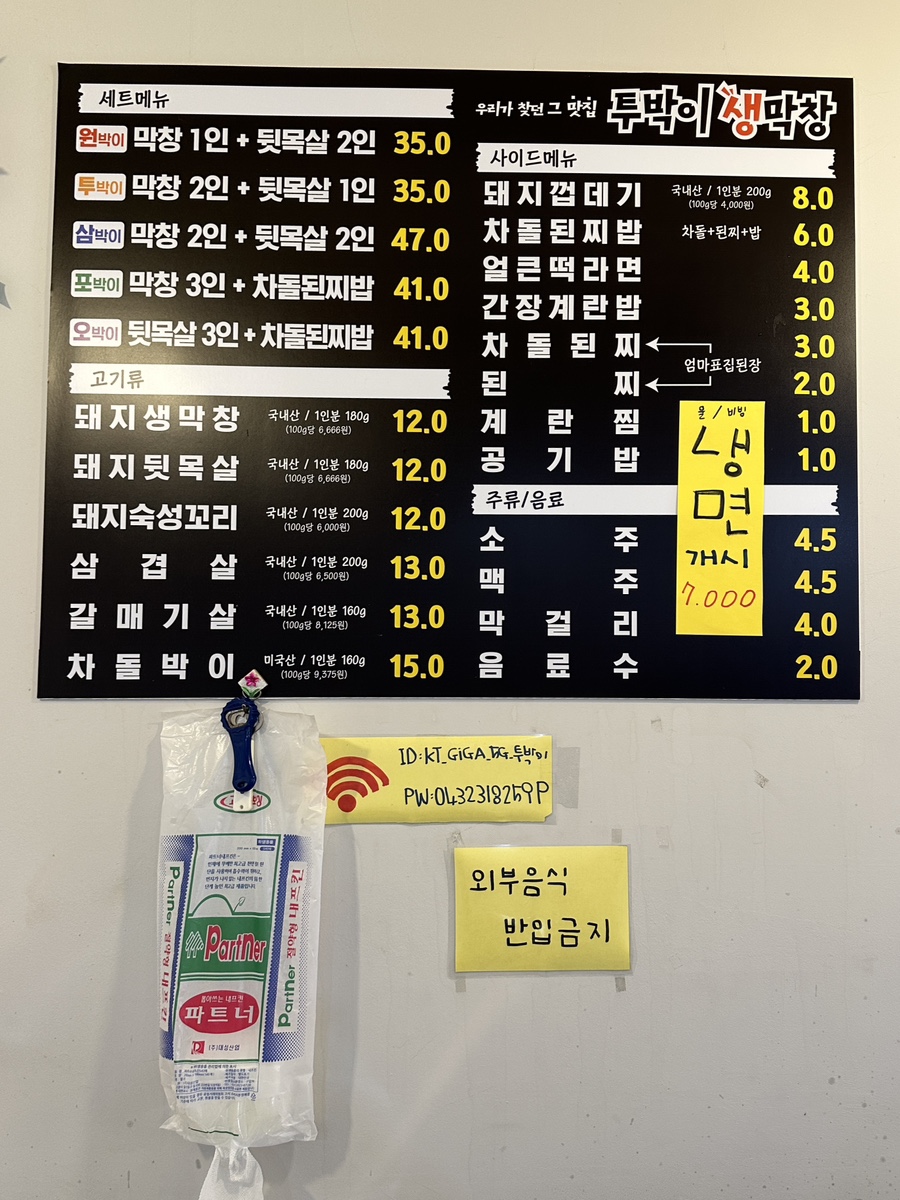 세트메뉴
원박이 막창 1인 + 뒷목살 2인 35.0
투박이 막창 2인 + 뒷목살 1인 35.0
삼박이 막창 2인 + 뒷목살 2인 47.0
포박이 막창 3인 + 차돌된찌밥 41.0
오박이 뒷목살 3인 + 차돌된찌밥 41.0
고기류
돼지생막창 국내산 / 1인분 180g 12.0
(100g당 6,666원)
돼지뒷목살 국내산 / 1인분 180g 12.0
(100g당 6,666원)
돼지숙성꼬리 국내산 / 1인분 200g 12.0
(100g당 6,000원)
삼겹살 국내산 / 1인분 200g 13.0
(100g당 6,500원)
갈매기살 국내산 / 1인분 160g 13.0
(100g당 8,125원)
차돌박이 미국산 / 1인분 160g 15.0
(100g당 9,375원)
우리가 찾던 그 맛집 투박이 생막창
사이드메뉴
돼지껍데기 국내산 / 1인분 200g 8.0
(100g당 4,000원)
차돌된찌밥 차돌+된찌+밥 6.0
얼큰떡라면 4.0
간장계란밥 3.0
차돌된찌 3.0
엄마표집된장
된찌 2.0
계란찜 1.0
공기밥 1.0
주류/음료
소주 4.5
맥주 4.5
막걸리 4.0
음료수 2.0
물 / 비빔
냉
면
개시
7.000
ID:KT_GiGA_5G_투박이
PW:0432318259P
외부음식
반입금지
Partner 절약형 내프킨
Partner
뽑아쓰는 내프킨
파트너
(주)대성산업